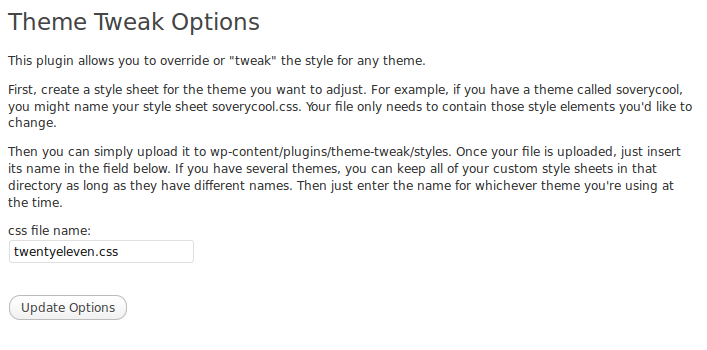 Theme Tweak Options
This plugin allows you to override or "tweak" the style for any theme.
First, create a style sheet for the theme you want to adjust. For example, if you have a theme called soverycool,
you might name your style sheet soverycool.css. Your file only needs to contain those style elements you'd like to
change.
Then you can simply upload it to wp-content/plugins/theme-tweak/styles. Once your file is uploaded, just insert
its name in the field below. If you have several themes, you can keep all of your custom style sheets in that
directory as long as they have different names. Then just enter the name for whichever theme you're using at
the time.
css file name:
twentyeleven.css
Update Options